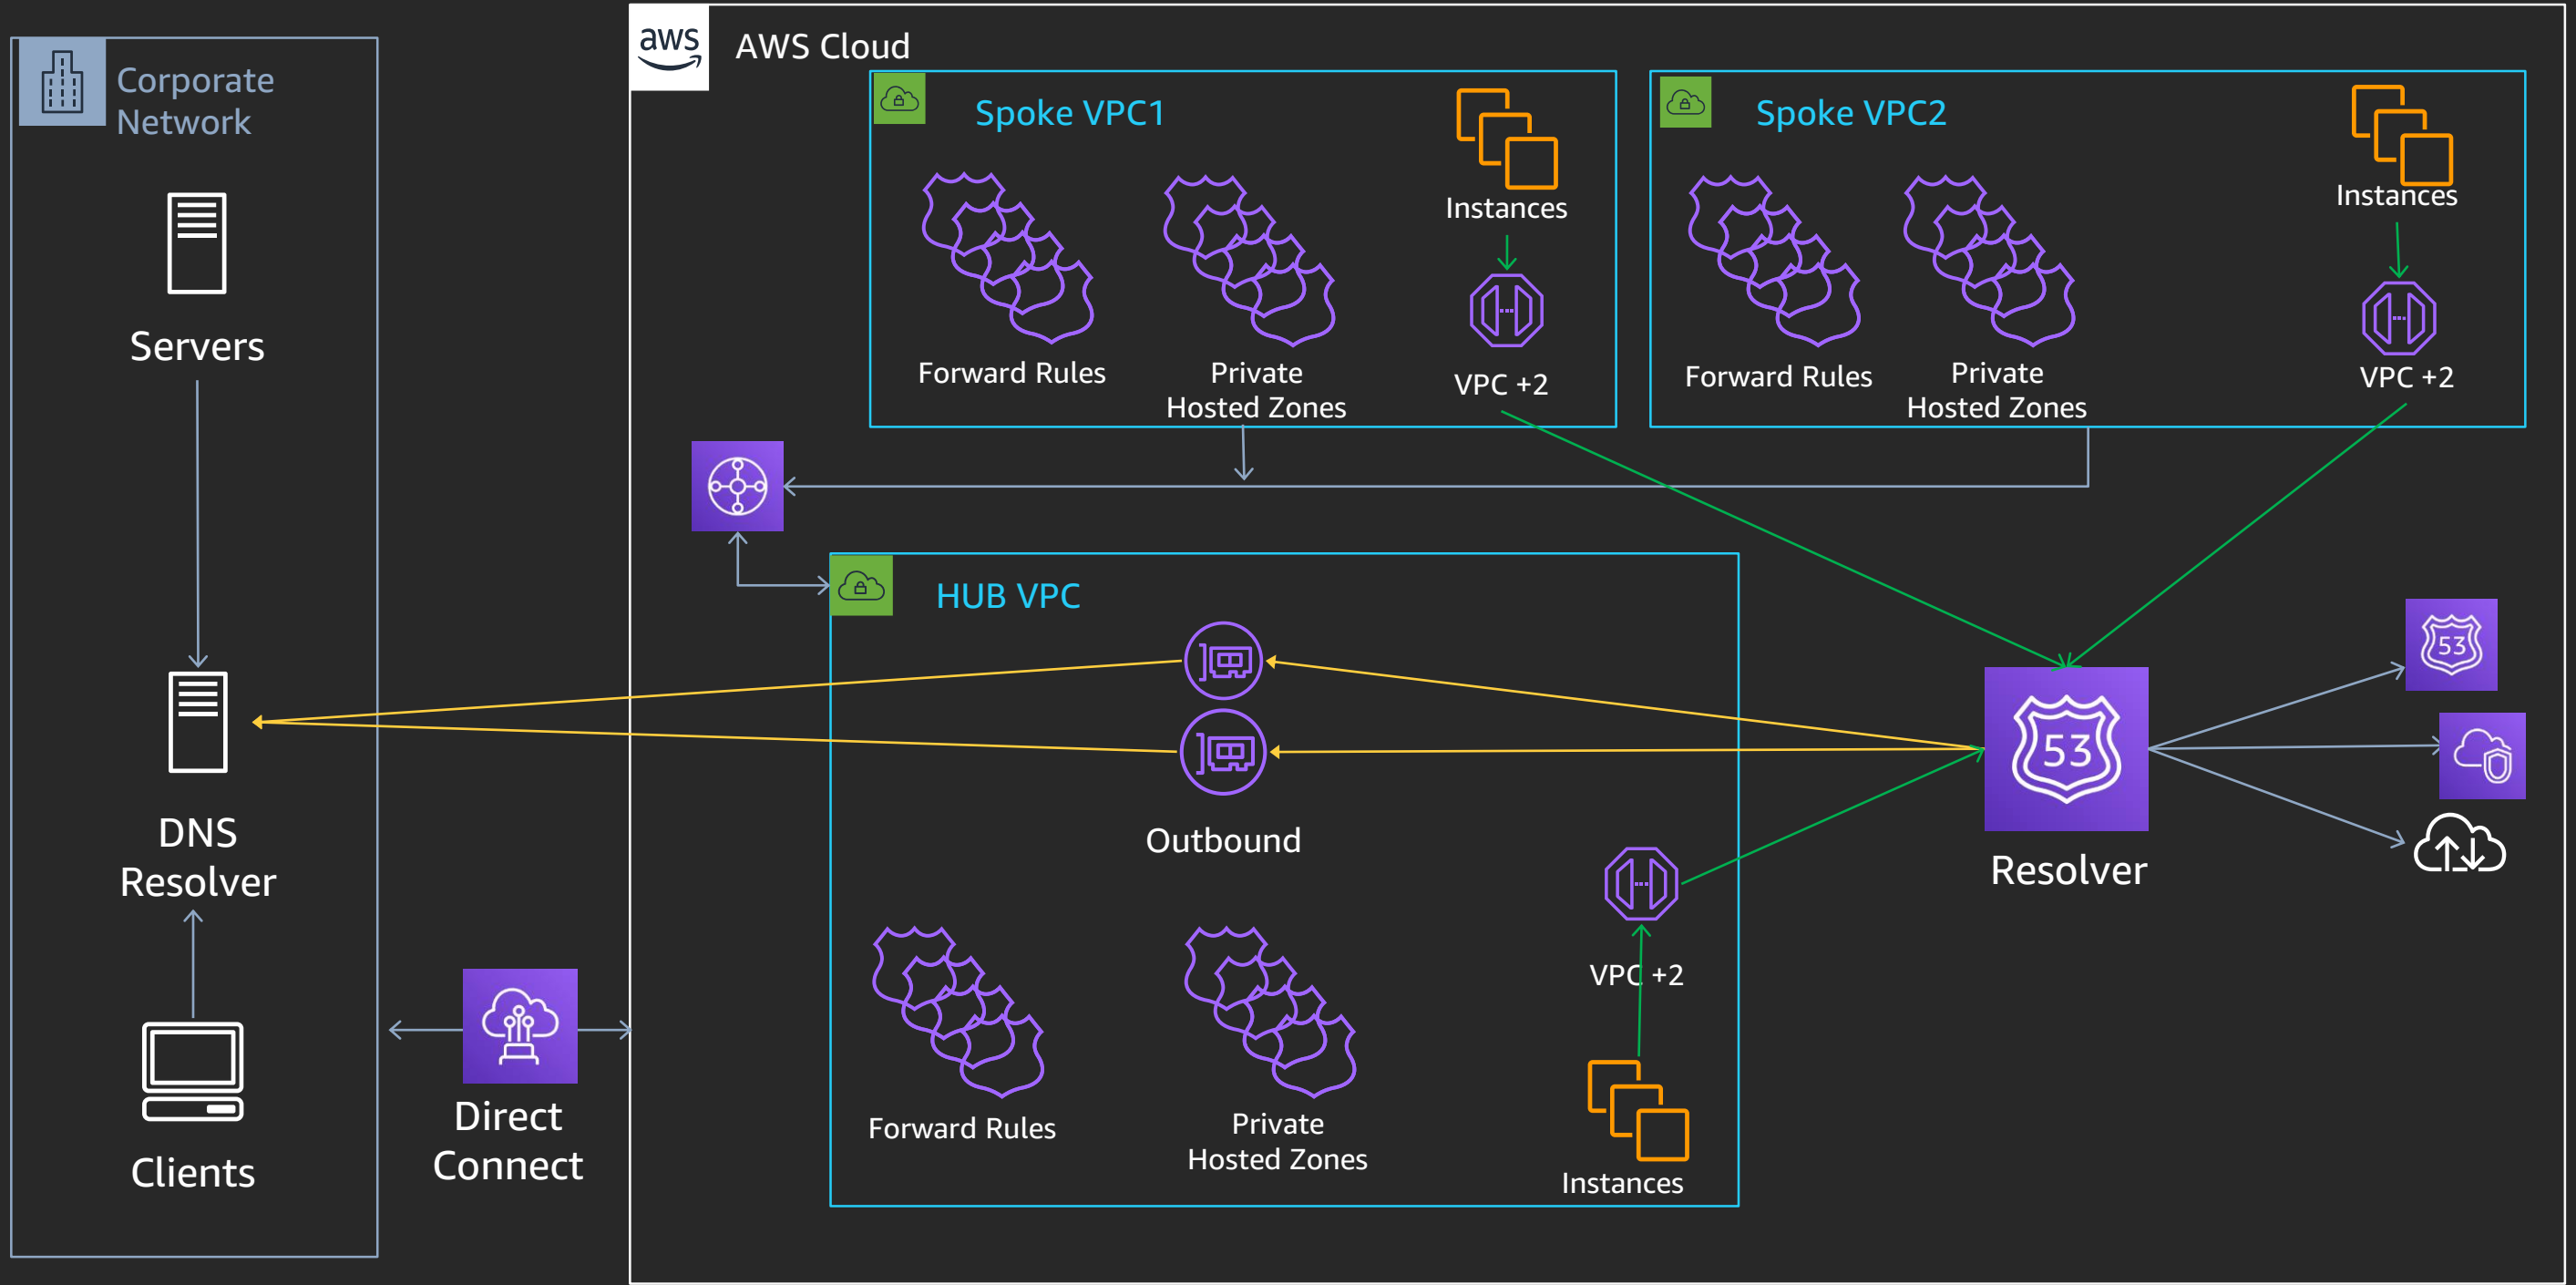 Corporate
Network
Servers
DNS
Resolver
Clients
Direct
Connect
aws
AWS Cloud
Spoke VPC1
Instances
Forward Rules
Private
Hosted Zones
VPC +2
Spoke VPC2
Instances
Forward Rules
Private
Hosted Zones
VPC +2
HUB VPC
Outbound
VPC +2
Forward Rules
Private
Hosted Zones
Instances
53
Resolver
53